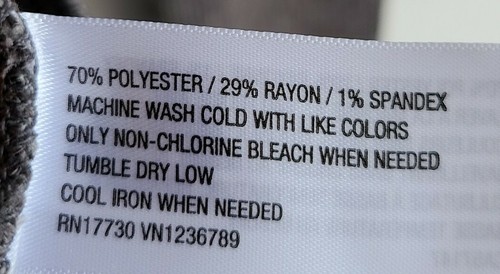 70% POLYESTER / 29% RAYON / 1% SPANDEX
MACHINE WASH COLD WITH LIKE COLORS
ONLY NON-CHLORINE BLEACH WHEN NEEDED
TUMBLE DRY LOW
COOL IRON WHEN NEEDED
RN17730 VN1236789